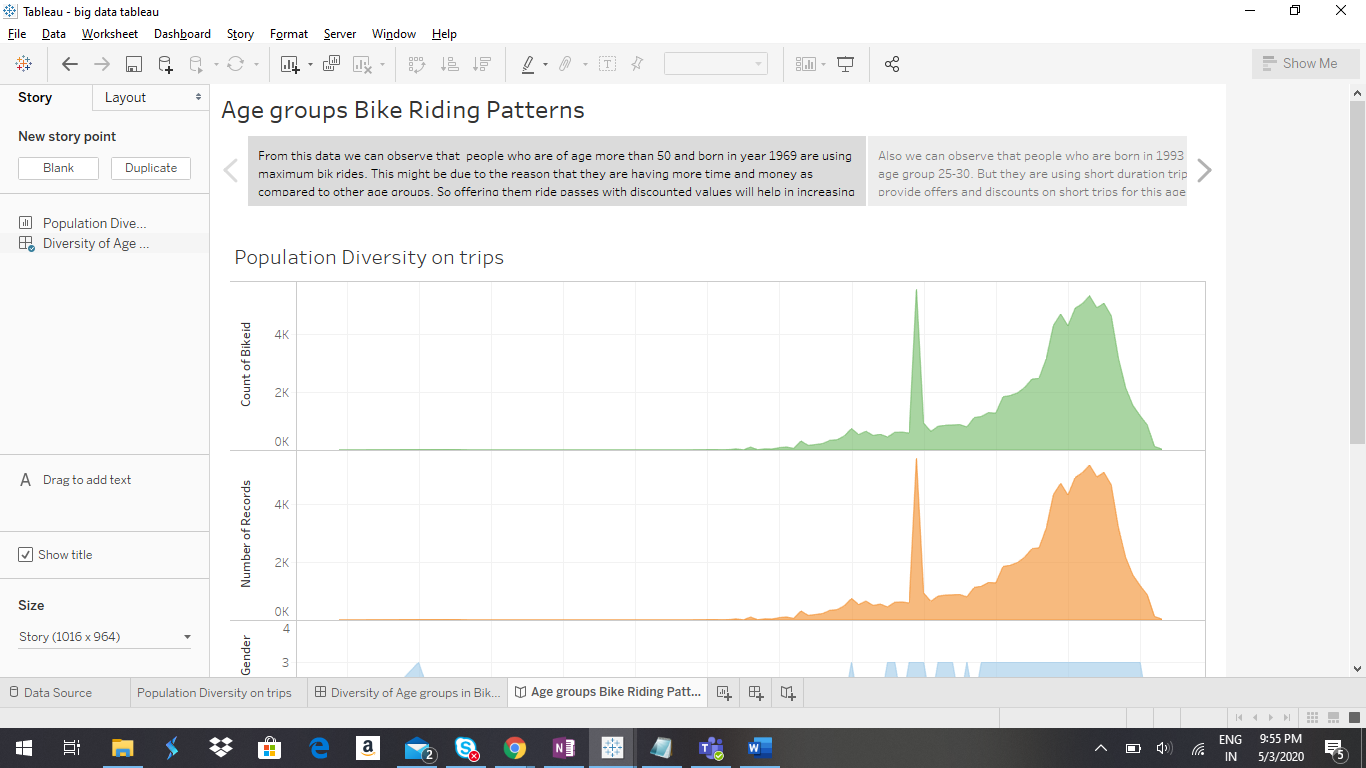 Tableau - big data tableau
File Data Worksheet Dashboard Story Format Server Window Help
Show Me
Story Layout
New story point
Blank Duplicate
Population Dive...
Diversity of Age ...
A Drag to add text
Show title
Size
Story (1016 x 964)
Age groups Bike Riding Patterns
From this data we can observe that people who are of age more than 50 and born in year 1969 are using
maximum bik rides. This might be due to the reason that they are having more time and money as
compared to other age groups. So offering them ride passes with discounted values will help in increasing
Also we can observe that people who are born in 1993
age group 25-30. But they are using short duration trip
provide offers and discounts on short trips for this age
Population Diversity on trips
Count of Bikeid
4K
2K
0K
Number of Records
4K
2K
0K
Gender
4
3
Data Source Population Diversity on trips Diversity of Age groups in Bik... Age groups Bike Riding Patt...
2
ENG
IN
9:55 PM
5/3/2020
5